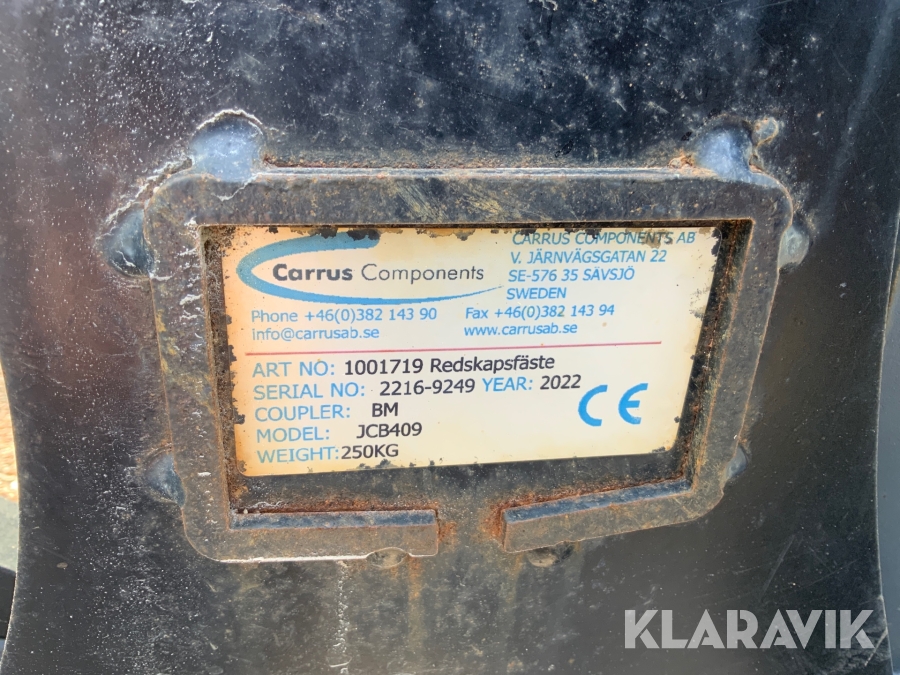 Carrus Components
CARRUS COMPONENTS AB
V. JÄRNVÄGSGATAN 22
SE-576 35 SÄVSJÖ
SWEDEN
Phone +46(0)382 143 90 Fax +46(0)382 143 94
info@carrusab.se www.carrusab.se
ART NO: 1001719 Redskapsfäste
SERIAL NO: 2216-9249 YEAR: 2022
COUPLER: BM
MODEL: JCB409
WEIGHT: 250KG
CE
KLARAVIK